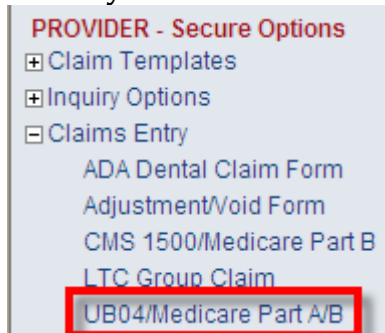 PROVIDER - Secure Options
Claim Templates
Inquiry Options
Claims Entry
ADA Dental Claim Form
Adjustment/Void Form
CMS 1500/Medicare Part B
LTC Group Claim
UB04/Medicare Part A/B